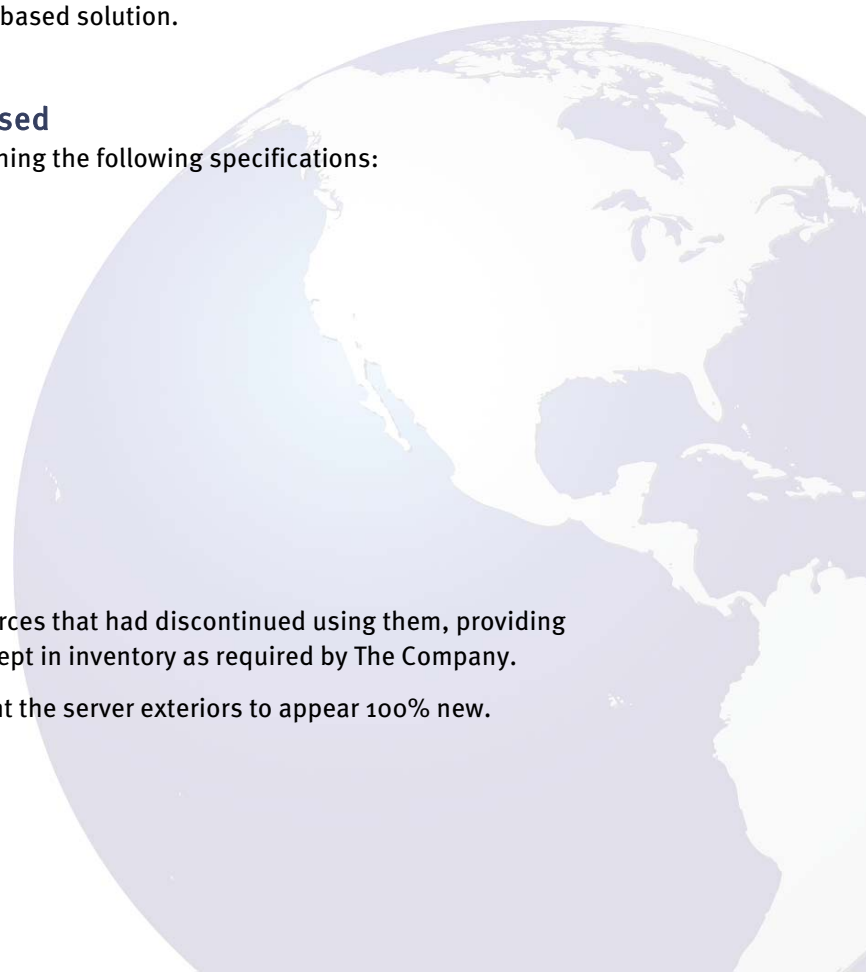 based solution.
sed
ning the following specifications:
rces that had discontinued using them, providing
ept in inventory as required by The Company.
nt the server exteriors to appear 100% new.